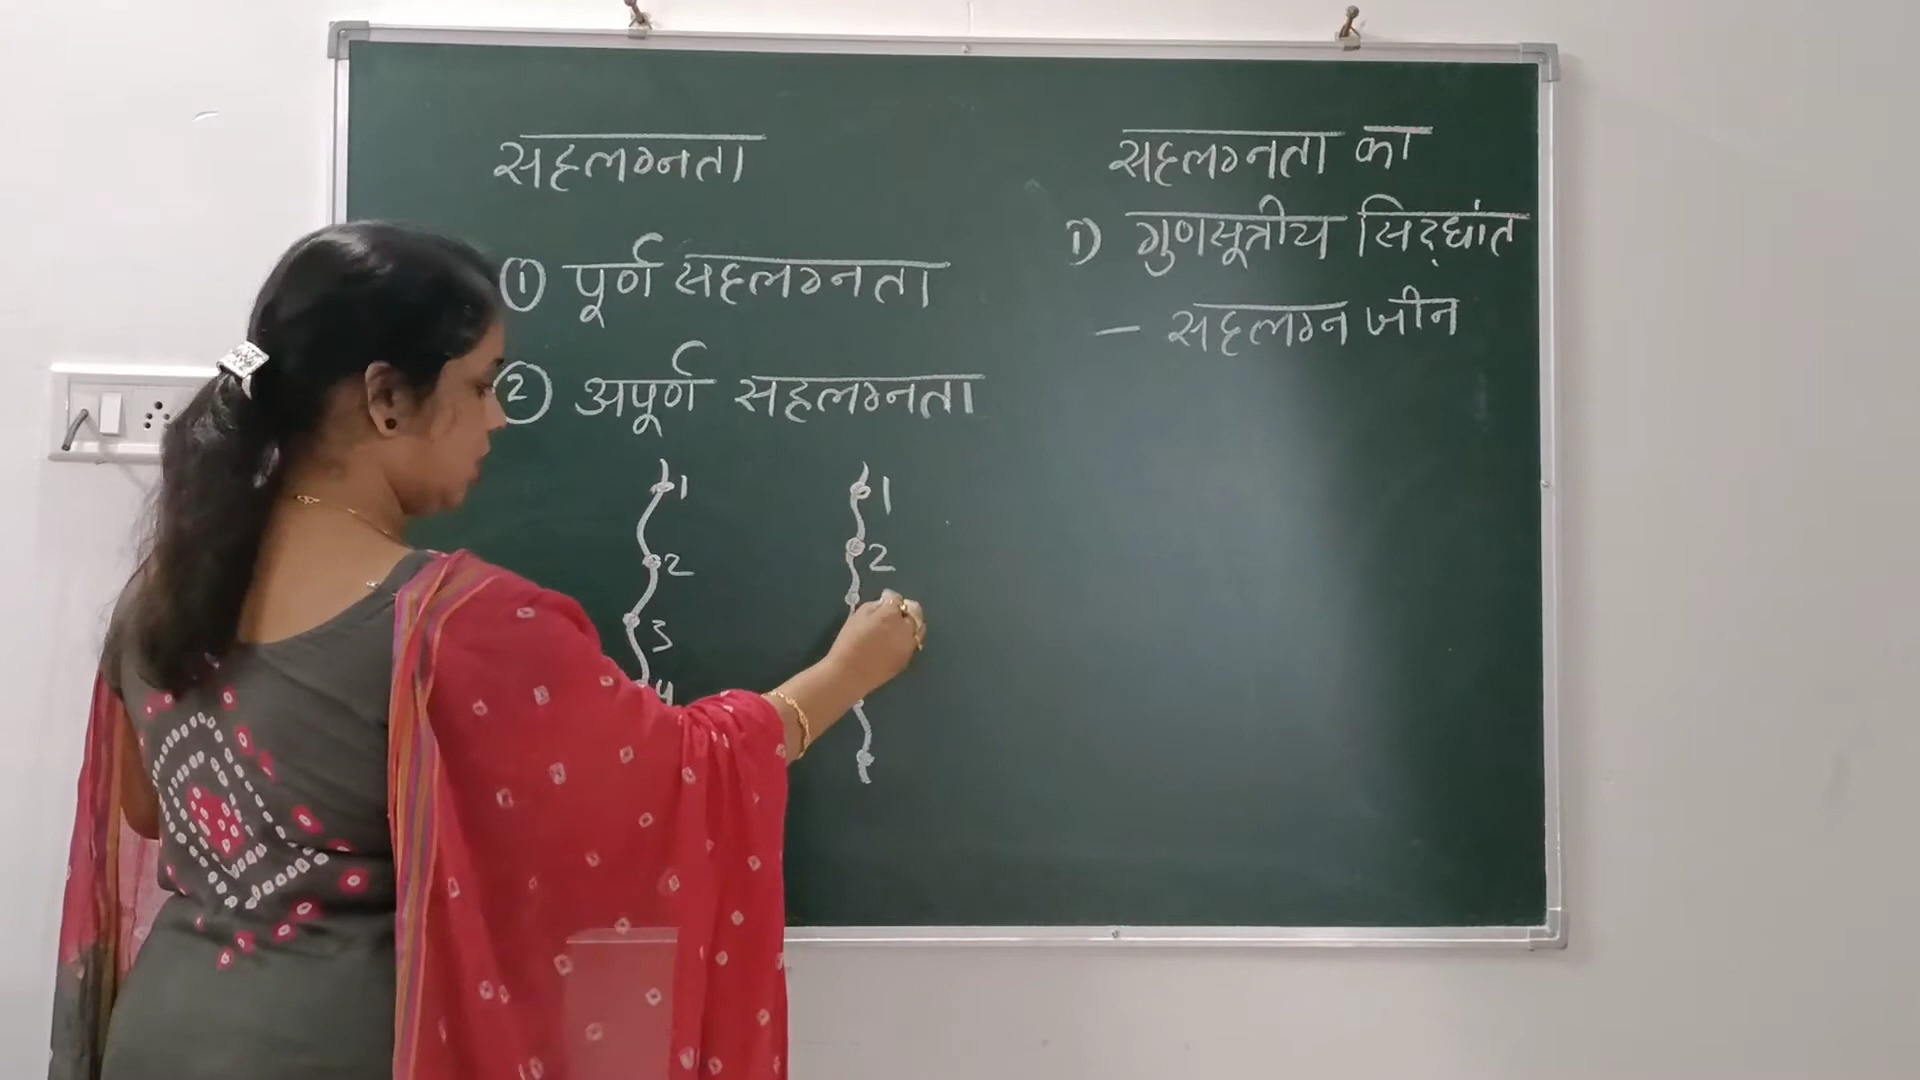 सहलग्नता
① पूर्ण सहलग्नता
② अपूर्ण सहलग्नता
1
2
3
4
1
2
सहलग्नता का
1) गुणसूत्रीय सिद्धांत
- सहलग्न जीन